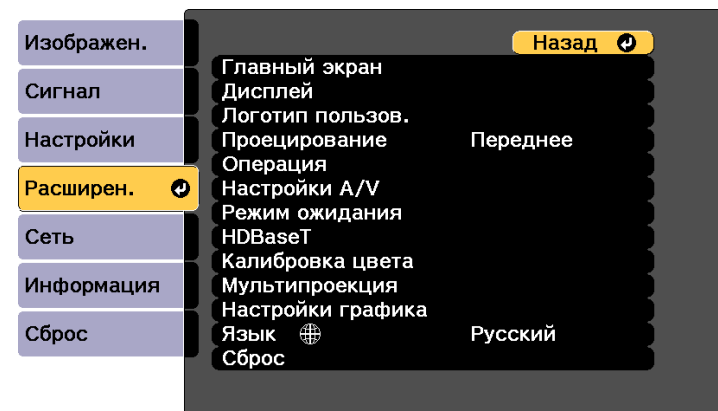 Изображен.
Сигнал
Настройки
Расширен.
Сеть
Информация
Сброс
Назад
Главный экран
Дисплей
Логотип пользов.
Проецирование Переднее
Операция
Настройки A/V
Режим ожидания
HDBaseT
Калибровка цвета
Мультипроекция
Настройки графика
Язык Русский
Сброс